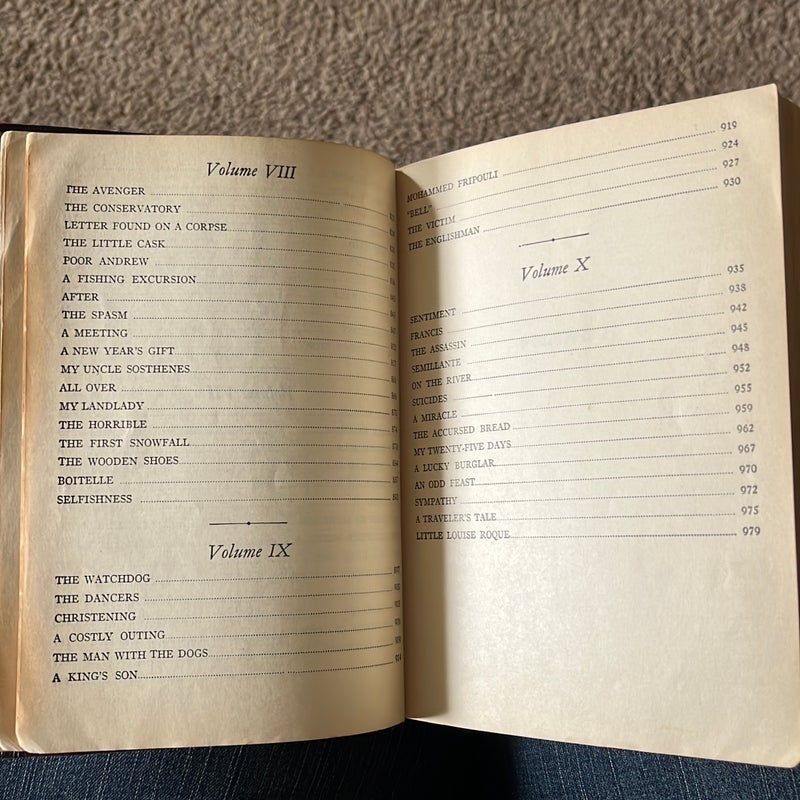 Volume VIII
THE AVENGER
THE CONSERVATORY
LETTER FOUND ON A CORPSE
THE LITTLE CASK
POOR ANDREW
A FISHING EXCURSION
AFTER
THE SPASM
A MEETING
A NEW YEAR'S GIFT
MY UNCLE SOSTHENES
ALL OVER
MY LANDLADY
THE HORRIBLE
THE FIRST SNOWFALL
THE WOODEN SHOES
BOITELLE
SELFISHNESS
Volume IX
THE WATCHDOG
THE DANCERS
CHRISTENING
A COSTLY OUTING
THE MAN WITH THE DOGS
A KING'S SON 914
MOHAMMED FRIPOULI 919
"BELL" 924
THE VICTIM 927
THE ENGLISHMAN 930
Volume X
SENTIMENT 935
FRANCIS 938
THE ASSASSIN 942
SEMILLANTE 945
ON THE RIVER 948
SUICIDES 952
A MIRACLE 955
THE ACCURSED BREAD 959
MY TWENTY-FIVE DAYS 962
A LUCKY BURGLAR 967
AN ODD FEAST 970
SYMPATHY 972
A TRAVELER'S TALE 975
LITTLE LOUISE ROQUE 979